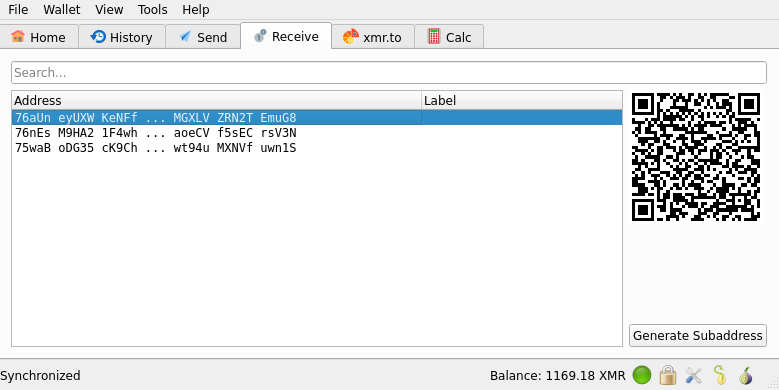 File Wallet View Tools Help
Home History Send Receive xmr.to Calc
Search...
Address Label
76aUn eyUXW KeNFf ... MGXLV ZRN2T EmuG8
76nEs M9HA2 1F4wh ... aoeCV f5sEC rsV3N
75waB oDG35 cK9Ch ... wt94u MXNVf uwn1S
Generate Subaddress
Synchronized Balance: 1169.18 XMR